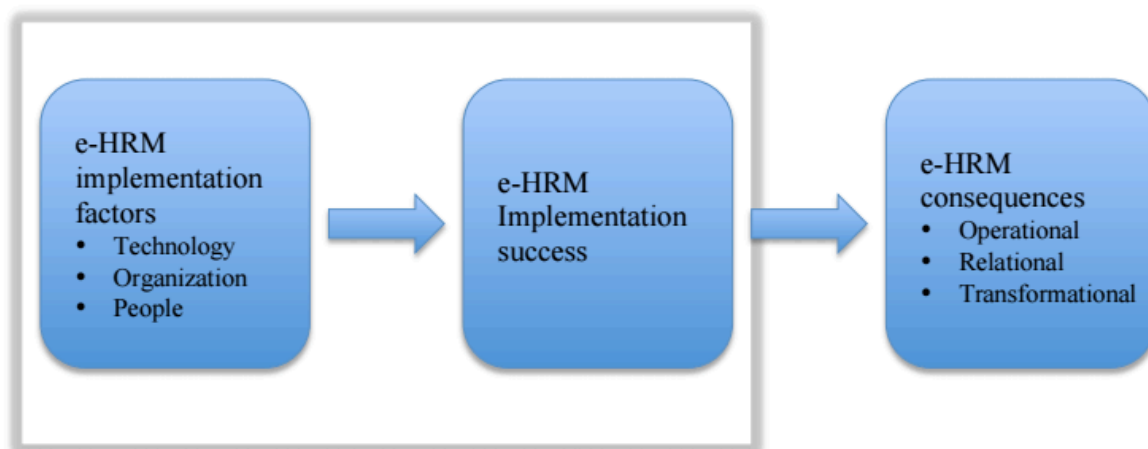 e-HRM
implementation
factors
• Technology
• Organization
• People
e-HRM
Implementation
success
e-HRM
consequences
• Operational
• Relational
• Transformational